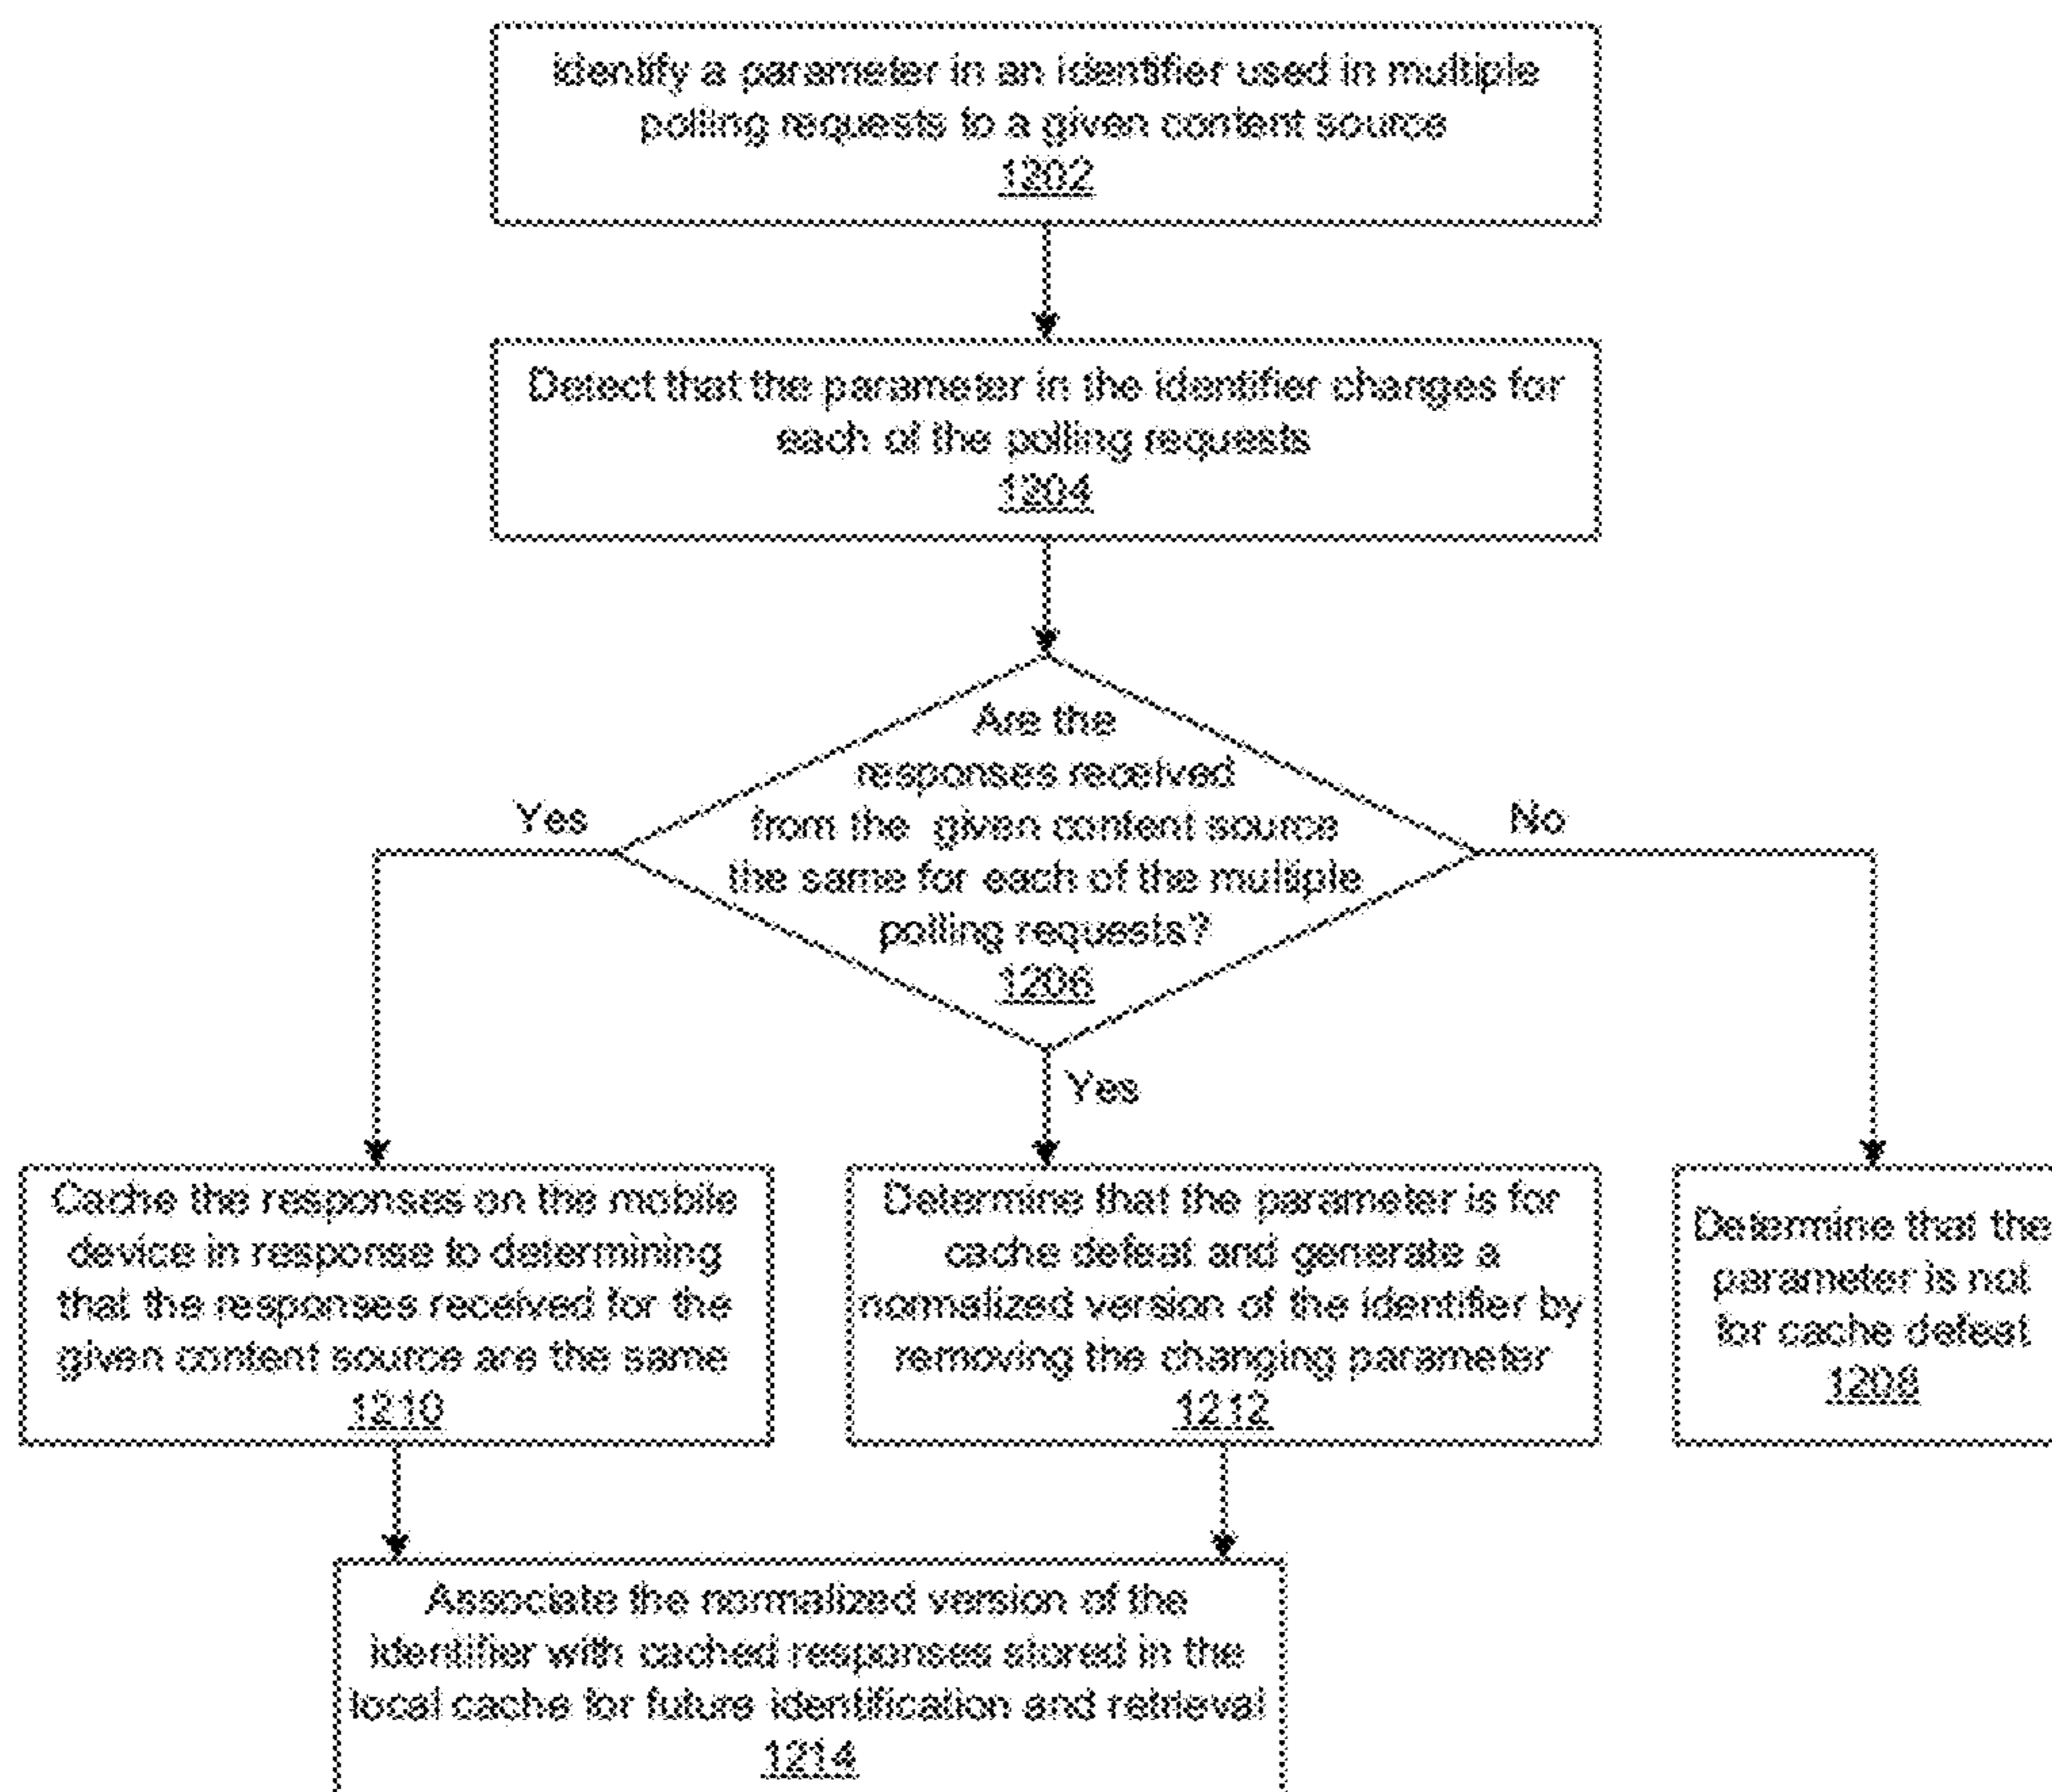 Identify a parameter in an identifier used in multiple
polling requests to a given content source
1202
Detect that the parameter in the identifier changes for
each of the polling requests
1204
Are the
responses received
from the given content source
the same for each of the multiple
polling requests?
1206
Yes
No
Yes
Cache the responses on the mobile
device in response to determining
that the responses received for the
given content source are the same
1210
Determine that the parameter is for
cache defeat and generate a
normalized version of the identifier by
removing the changing parameter
1212
Determine that the
parameter is not
for cache defeat
1208
Associate the normalized version of the
identifier with cached responses stored in the
local cache for future identification and retrieval
1214